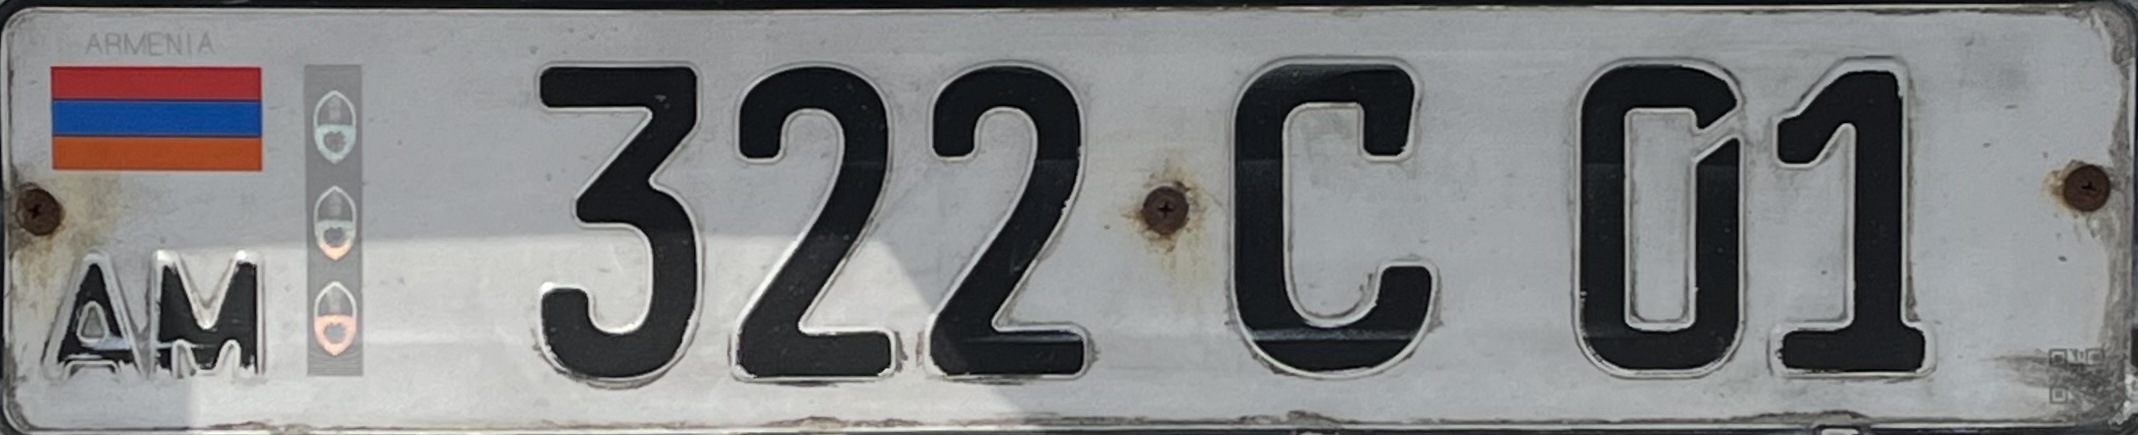 ARMENIA
AM
322 C 01